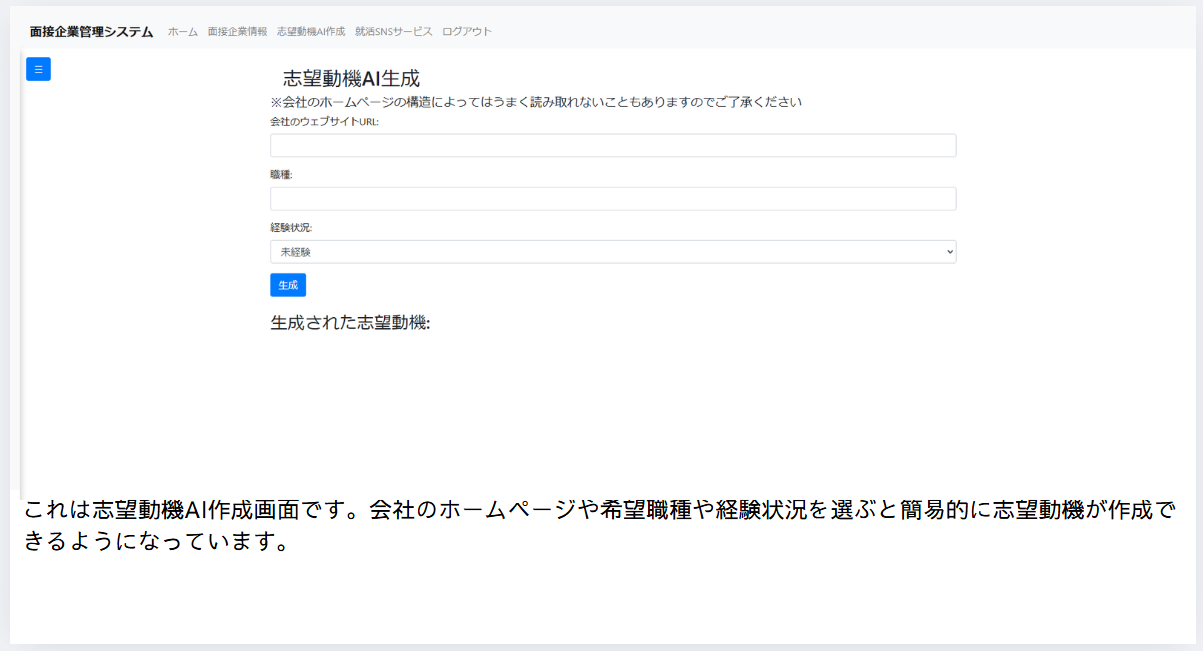 面接企業管理システム ホーム 面接企業情報 志望動機AI作成 就活SNSサービス ログアウト
志望動機AI生成
※会社のホームページの構造によってはうまく読み取れないこともありますのでご了承ください
会社のウェブサイトURL:
職種:
経験状況:
未経験
生成
生成された志望動機:
これは志望動機AI作成画面です。会社のホームページや希望職種や経験状況を選ぶと簡易的に志望動機が作成で
きるようになっています。